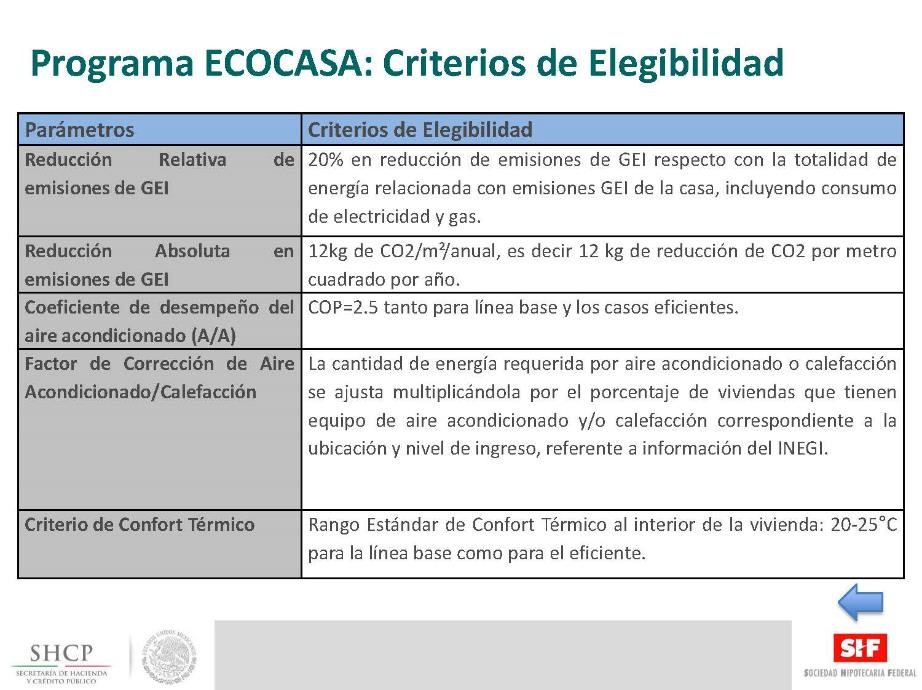 Programa ECOCASA: Criterios de Elegibilidad
Parámetros
Criterios de Elegibilidad
Reducción Relativa de
emisiones de GEI
20% en reducción de emisiones de GEI respecto con la totalidad de
energía relacionada con emisiones GEI de la casa, incluyendo consumo
de electricidad y gas.
Reducción Absoluta en
emisiones de GEI
12kg de CO2/m²/anual, es decir 12 kg de reducción de CO2 por metro
cuadrado por año.
Coeficiente de desempeño del
aire acondicionado (A/A)
COP=2.5 tanto para línea base y los casos eficientes.
Factor de Corrección de Aire
Acondicionado/Calefacción
La cantidad de energía requerida por aire acondicionado o calefacción
se ajusta multiplicándola por el porcentaje de viviendas que tienen
equipo de aire acondicionado y/o calefacción correspondiente a la
ubicación y nivel de ingreso, referente a información del INEGI.
Criterio de Confort Térmico
Rango Estándar de Confort Térmico al interior de la vivienda: 20-25°C
para la línea base como para el eficiente.
SHCP
SECRETARÍA DE HACIENDA
Y CRÉDITO PÚBLICO
ESTADOS UNIDOS MEXICANOS
SHF
SOCIEDAD HIPOTECARIA FEDERAL